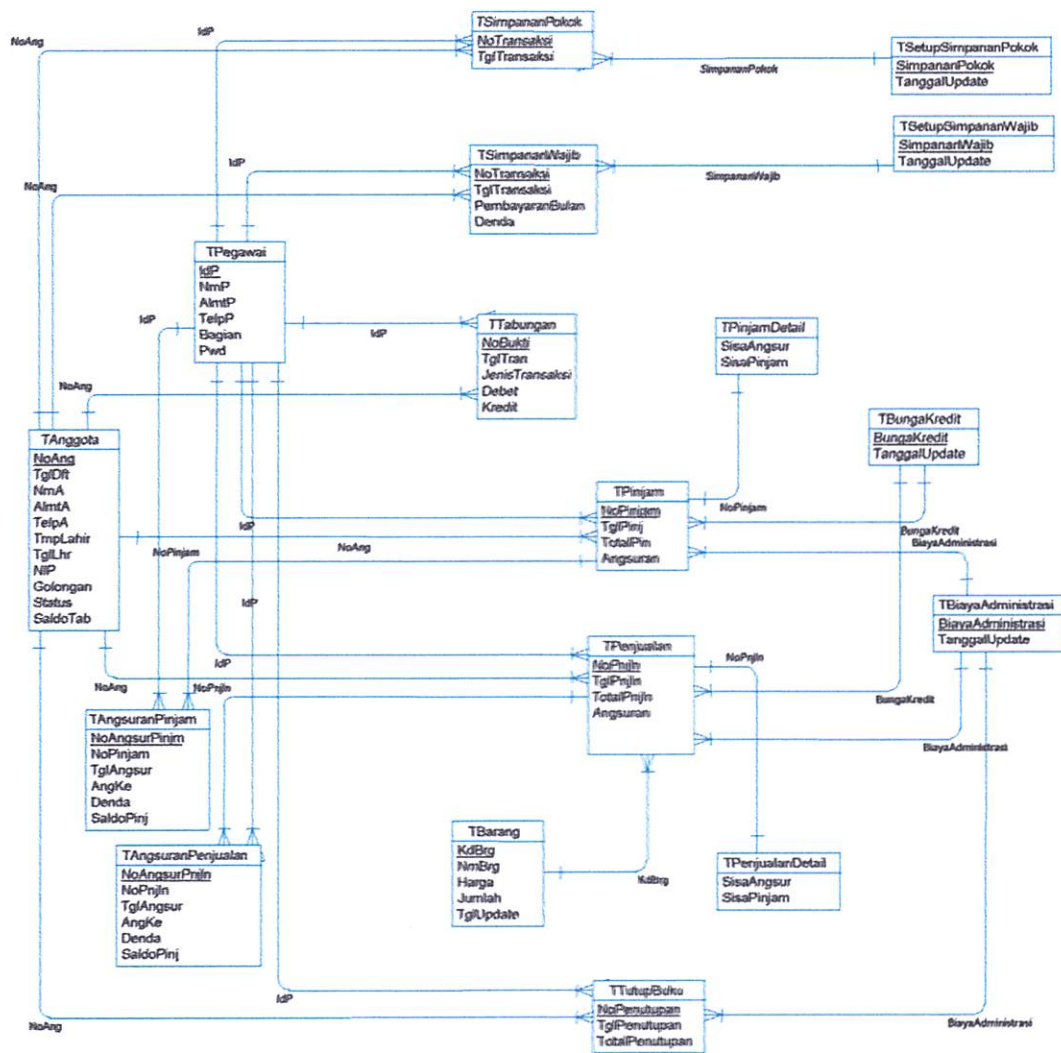 TSimpananPokok
NoTransaksi
TglTransaksi
IdP
NoAng
SimpananPokok
TSetupSimpananPokok
SimpananPokok
TanggalUpdate
TSetupSimpananWajib
SimpananWajib
TanggalUpdate
TSimpananWajib
NoTransaksi
TglTransaksi
PembayaranBulan
Denda
IdP
NoAng
SimpananWajib
TPegawai
IdP
NmP
AlmtP
TelpP
Bagian
Pwd
IdP
IdP
TTabungan
NoBukti
TglTran
JenisTransaksi
Debet
Kredit
NoAng
TPinjamDetail
SisaAngsur
SisaPinjam
TBungaKredit
BungaKredit
TanggalUpdate
TAnggota
NoAng
TglDft
NmA
AlmtA
TelpA
TmpLahir
TglLhr
NIP
Golongan
Status
SaldoTab
TPinjam
NoPinjam
TglPinj
TotalPin
Angsuran
NoPinjam
BungaKredit
BiayaAdministrasi
IdP
NoAng
NoPinjam
IdP
TBiayaAdministrasi
BiayaAdministrasi
TanggalUpdate
TPenjualan
NoPnjln
TglPnjln
TotalPnjln
Angsuran
IdP
NoAng
NoPnjln
NoPnjln
BungaKredit
BiayaAdministrasi
TAngsuranPinjam
NoAngsurPinjm
NoPinjam
TglAngsur
AngKe
Denda
SaldoPinj
TAngsuranPenjualan
NoAngsurPnjln
NoPnjln
TglAngsur
AngKe
Denda
SaldoPinj
TBarang
KdBrg
NmBrg
Harga
Jumlah
TglUpdate
KdBrg
TPenjualanDetail
SisaAngsur
SisaPinjam
TTutupBuku
NoPenutupan
TglPenutupan
TotalPenutupan
IdP
NoAng
BiayaAdministrasi